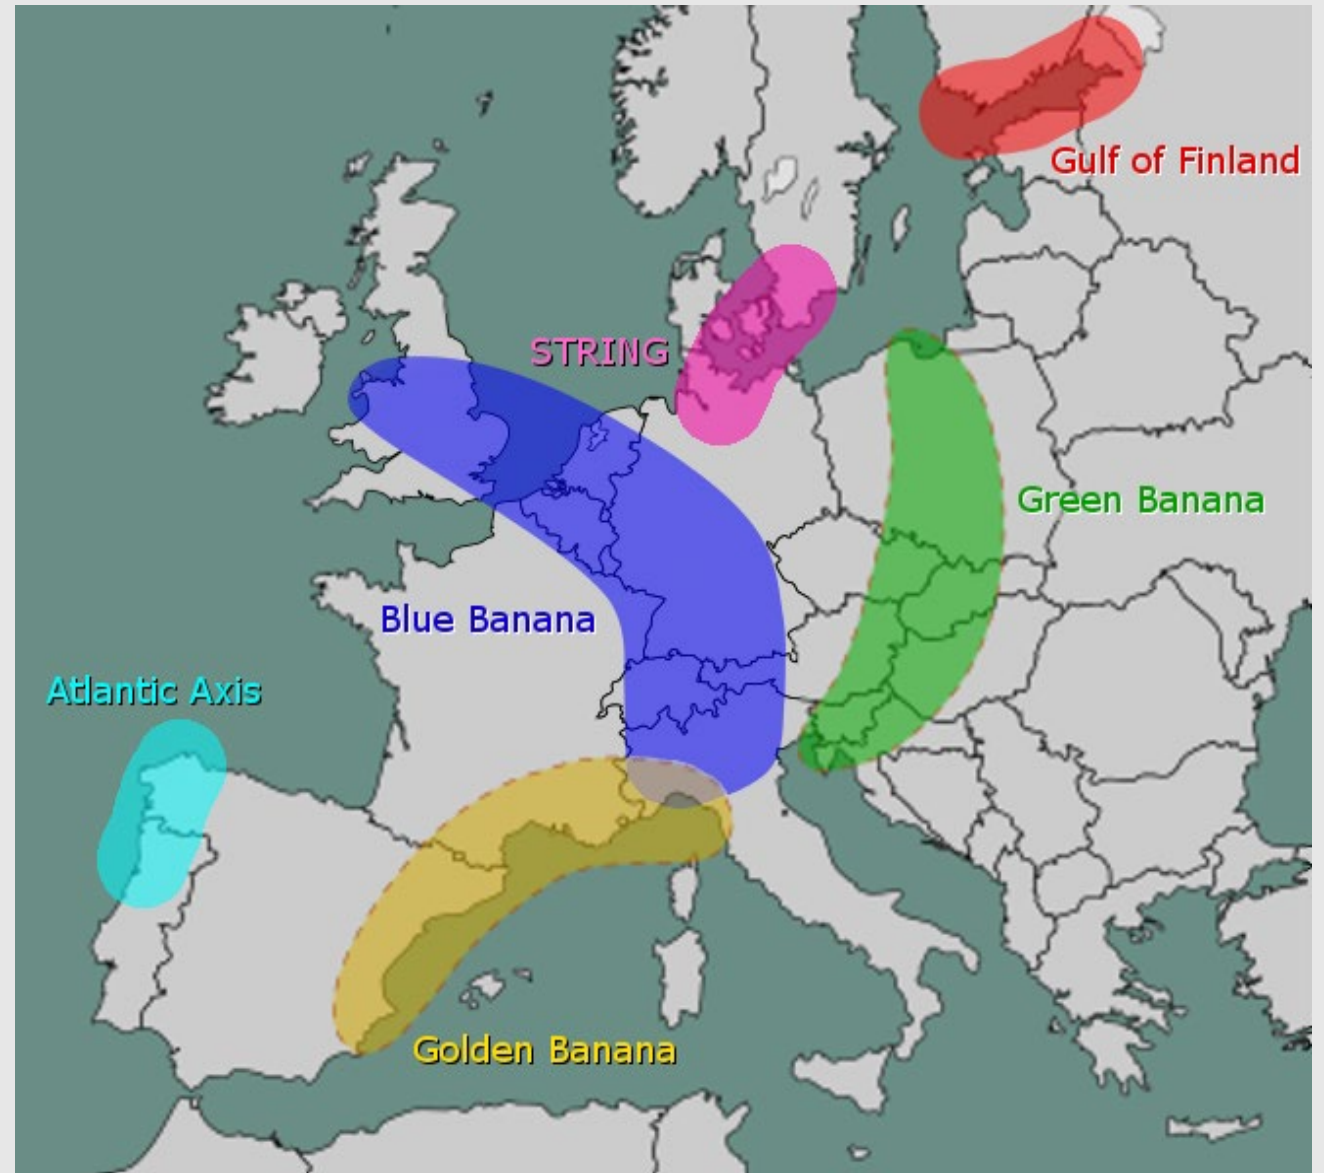 Gulf of Finland
STRING
Green Banana
Blue Banana
Atlantic Axis
Golden Banana